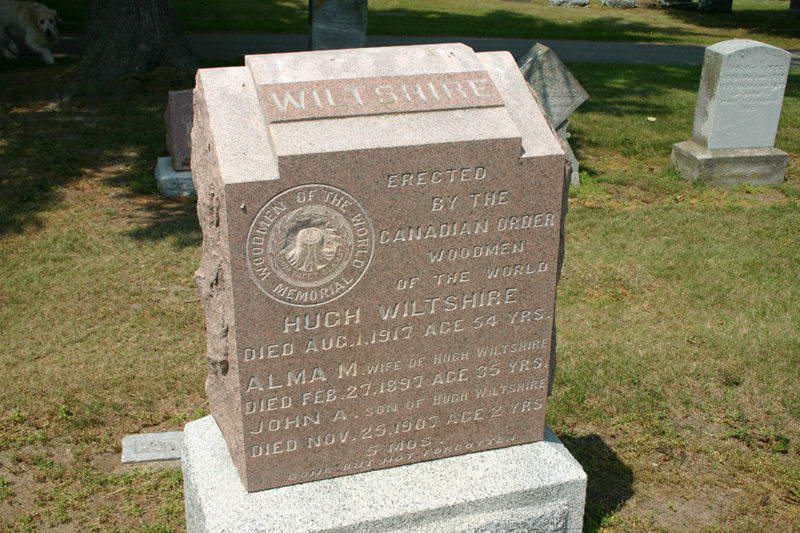 WILTSHIRE
WOODMEN OF THE WORLD
MEMORIAL
ERECTED
BY THE
CANADIAN ORDER
WOODMEN
OF THE WORLD
HUGH WILTSHIRE
DIED AUG.1,1917 AGE 54 YRS.
ALMA M. WIFE OF HUGH WILTSHIRE
DIED FEB.27,1897 AGE 35 YRS.
JOHN A. SON OF HUGH WILTSHIRE
DIED NOV.25,1907 AGE 2 YRS
5 MOS.
GONE BUT NOT FORGOTTEN